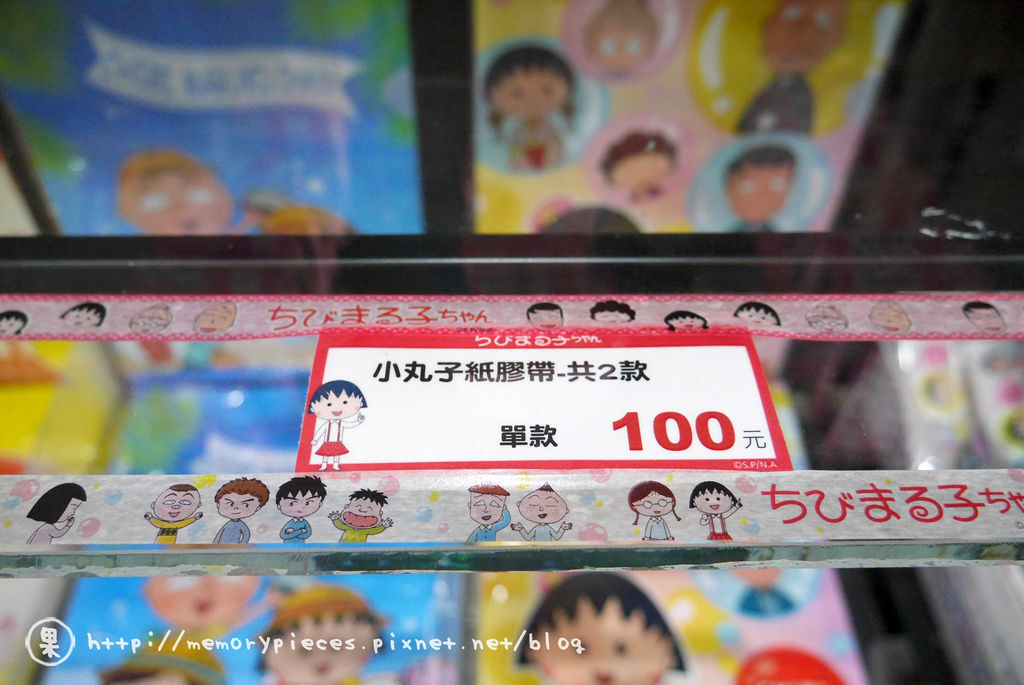 ちびまる子ちゃん
ちびまる子ちゃん
小丸子紙膠帶-共2款
單款 100元
©S.P/N.A
ちびまる子ちゃ
果 http://memorypieces.pixnet.net/blog